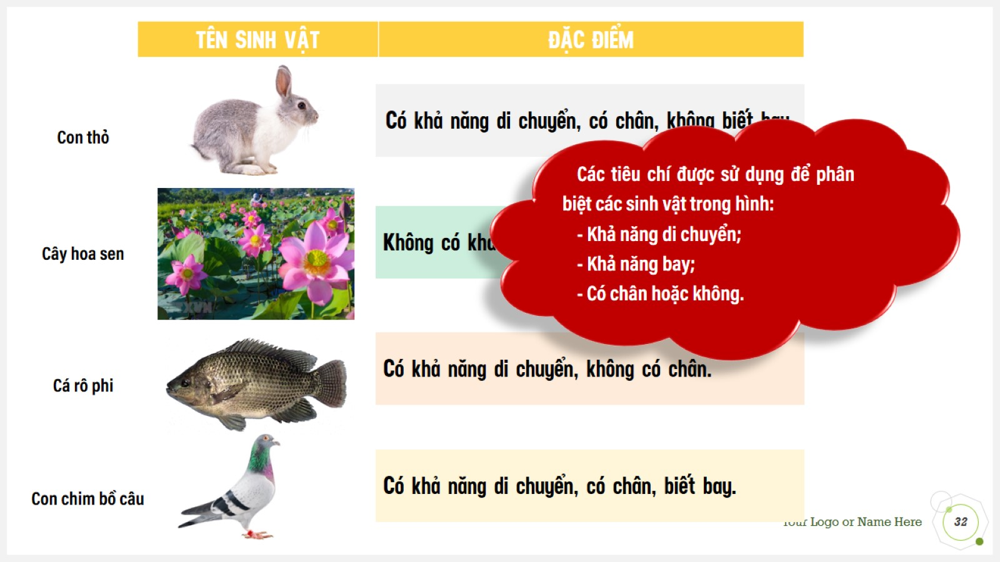 TÊN SINH VẬT
ĐẶC ĐIỂM
Con thỏ
Có khả năng di chuyển, có chân, không biết bay.
Các tiêu chí được sử dụng để phân
biệt các sinh vật trong hình:
- Khả năng di chuyển;
- Khả năng bay;
- Có chân hoặc không.
Cây hoa sen
Không có
Cá rô phi
Có khả năng di chuyển, không có chân.
Con chim bồ câu
Có khả năng di chuyển, có chân, biết bay.
Your Logo or Name Here
32